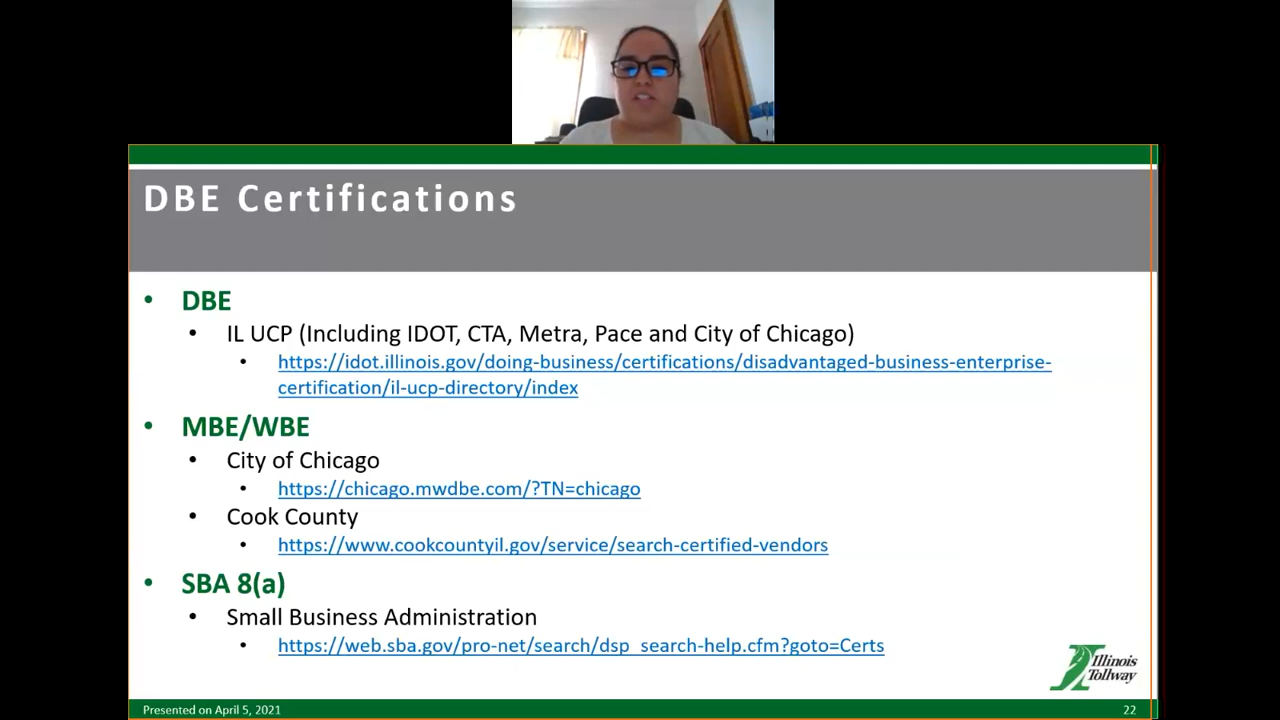 DBE Certifications
• DBE
• IL UCP (Including IDOT, CTA, Metra, Pace and City of Chicago)
• https://idot.illinois.gov/doing-business/certifications/disadvantaged-business-enterprise-
certification/il-ucp-directory/index
• MBE/WBE
• City of Chicago
• https://chicago.mwdbe.com/?TN=chicago
• Cook County
• https://www.cookcountyil.gov/service/search-certified-vendors
• SBA 8(a)
• Small Business Administration
• https://web.sba.gov/pro-net/search/dsp_search-help.cfm?goto=Certs
Illinois
Tollway
Presented on April 5, 2021
22